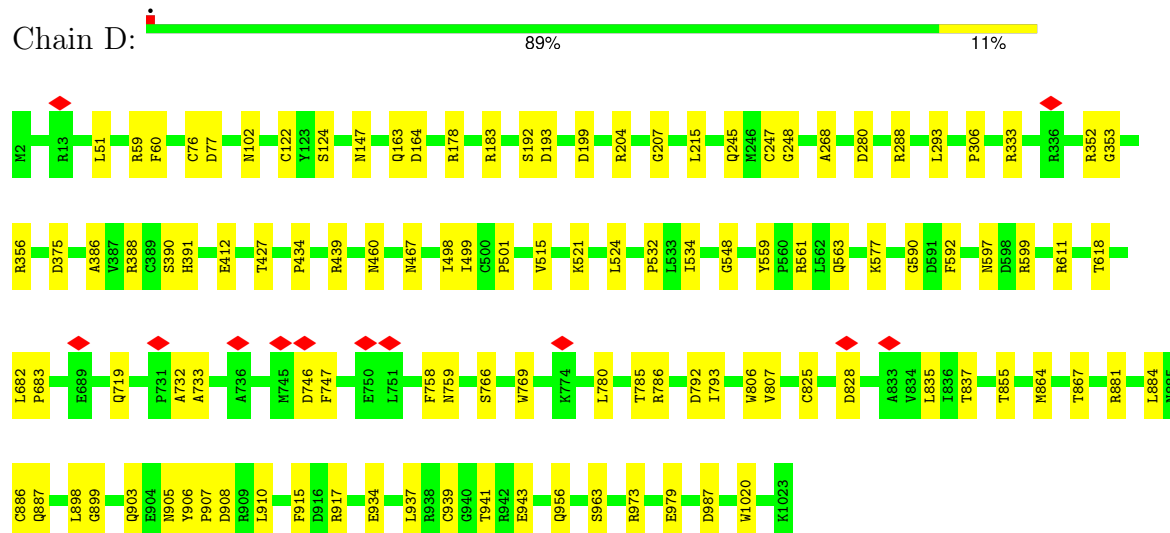 Chain D:
89%
11%
M2 R13 L51 R59 F60 C76 D77 N102 C122 Y123 S124 N147 Q163 D164 R178 R183 S192 D193 D199 R204 G207 L215 Q245 M246 C247 G248 A268 D280 R288 L293 P306 R333 R336 R352 G353
R356 D375 A386 V387 R388 C389 S390 H391 E412 T427 P434 R439 N460 N467 I498 I499 C500 P501 V515 K521 L524 P532 L533 I534 G548 Y559 P560 R561 L562 Q563 K577 G590 D591 F592 N597 D598 R599 R611 T618
L682 P683 E689 Q719 P731 A732 A733 A736 M745 D746 F747 E750 L751 F758 N759 S766 W769 K774 L780 T785 R786 D792 I793 W806 V807 C825 D828 A833 V834 L835 I836 T837 T855 M864 T867 R881 L884 N885
C886 Q887 L898 G899 Q903 E904 N905 Y906 P907 D908 R909 L910 F915 D916 R917 E934 L937 R938 C939 G940 T941 R942 E943 Q956 S963 R973 E979 D987 W1020 K1023